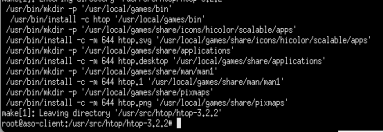 /usr/bin/mkdir -p '/usr/local/games/bin'
/usr/bin/install -c htop '/usr/local/games/bin'
/usr/bin/mkdir -p '/usr/local/games/share/icons/hicolor/scalable/apps'
/usr/bin/install -c -m 644 htop.svg '/usr/local/games/share/icons/hicolor/scalable/apps'
/usr/bin/mkdir -p '/usr/local/games/share/applications'
/usr/bin/install -c -m 644 htop.desktop '/usr/local/games/share/applications'
/usr/bin/mkdir -p '/usr/local/games/share/man/man1'
/usr/bin/install -c -m 644 htop.1 '/usr/local/games/share/man/man1'
/usr/bin/mkdir -p '/usr/local/games/share/pixmaps'
/usr/bin/install -c -m 644 htop.png '/usr/local/games/share/pixmaps'
make[1]: Leaving directory '/usr/src/htop/htop-3.2.2'
root@aso-client:/usr/src/htop/htop-3.2.2#